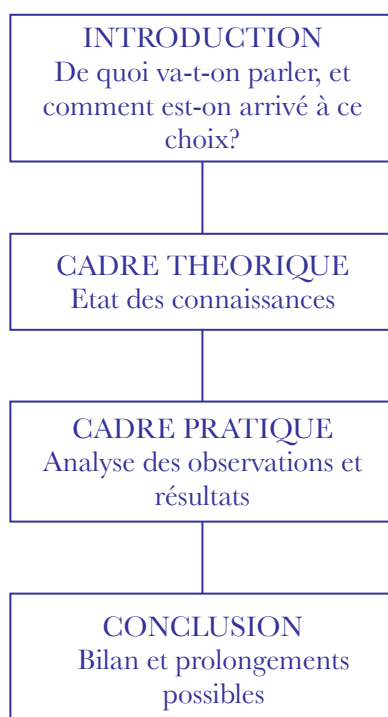 INTRODUCTION
De quoi va-t-on parler, et
comment est-on arrivé à ce
choix?
CADRE THEORIQUE
Etat des connaissances
CADRE PRATIQUE
Analyse des observations et
résultats
CONCLUSION
Bilan et prolongements
possibles